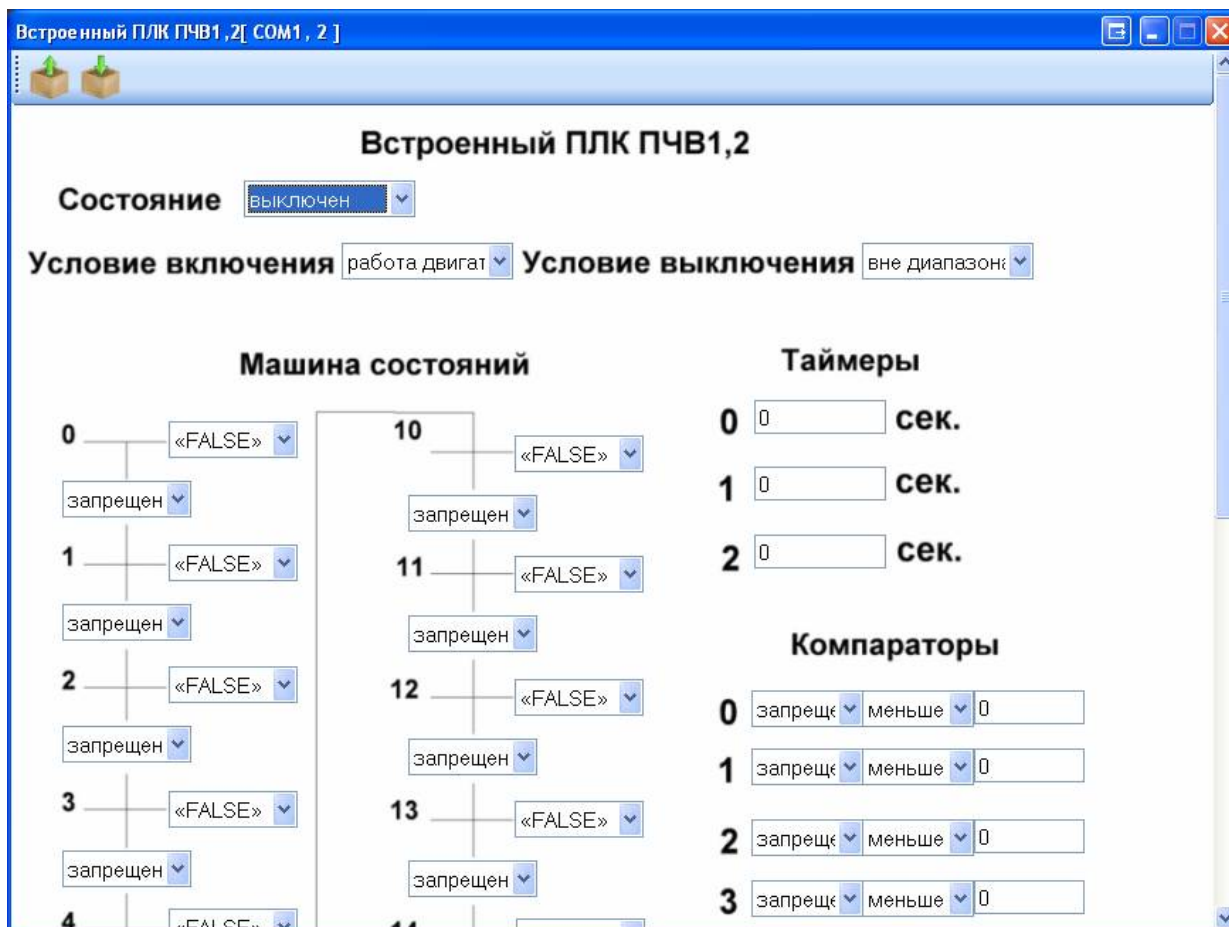 Встроенный ПЛК ПЧВ1,2[ COM1, 2 ]
Встроенный ПЛК ПЧВ1,2
Состояние выключен
Условие включения работа двигат Условие выключения вне диапазона
Машина состояний
0 «FALSE»
запрещен
1 «FALSE»
запрещен
2 «FALSE»
запрещен
3 «FALSE»
запрещен
4 «FALSE»
10 «FALSE»
запрещен
11 «FALSE»
запрещен
12 «FALSE»
запрещен
13 «FALSE»
запрещен
14
Таймеры
0 0 сек.
1 0 сек.
2 0 сек.
Компараторы
0 запреще меньше 0
1 запреще меньше 0
2 запреще меньше 0
3 запреще меньше 0